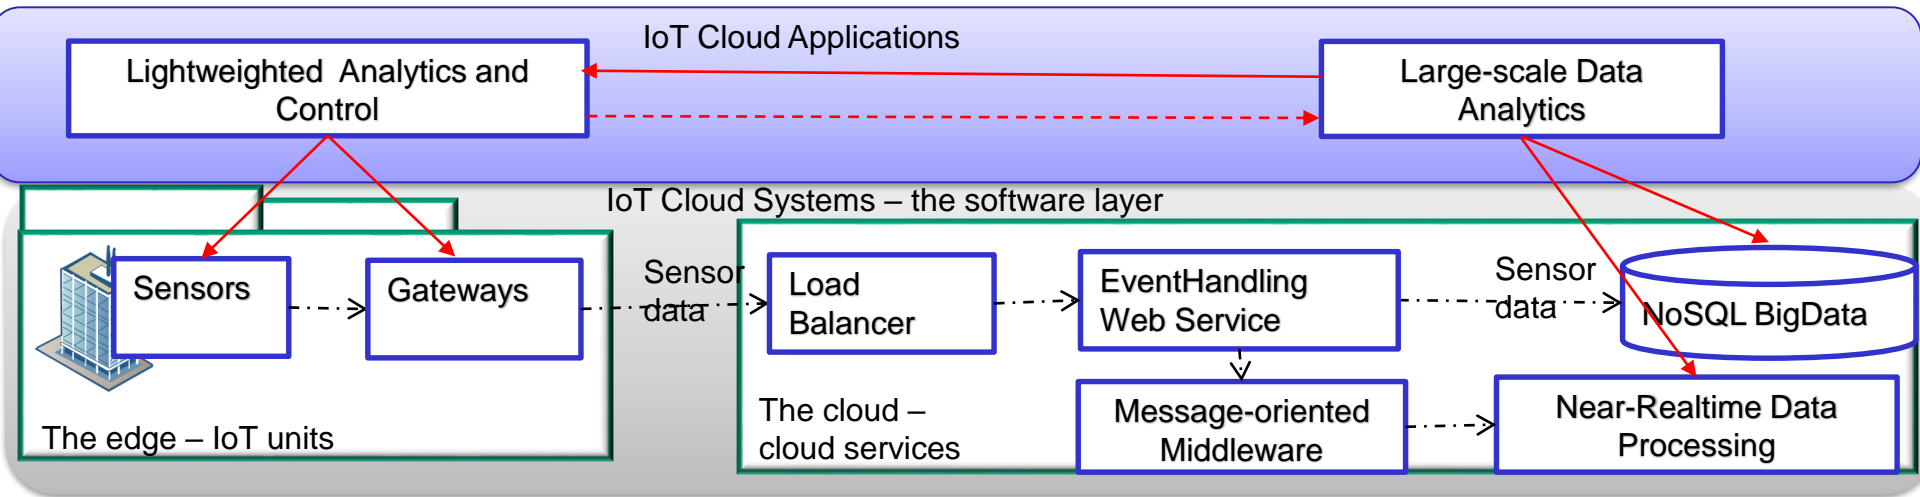 IoT Cloud Applications
Lightweighted Analytics and
Control
Large-scale Data
Analytics
IoT Cloud Systems – the software layer
Sensors
Gateways
Sensor
data
Load
Balancer
EventHandling
Web Service
Sensor
data
NoSQL BigData
The edge – IoT units
The cloud –
cloud services
Message-oriented
Middleware
Near-Realtime Data
Processing